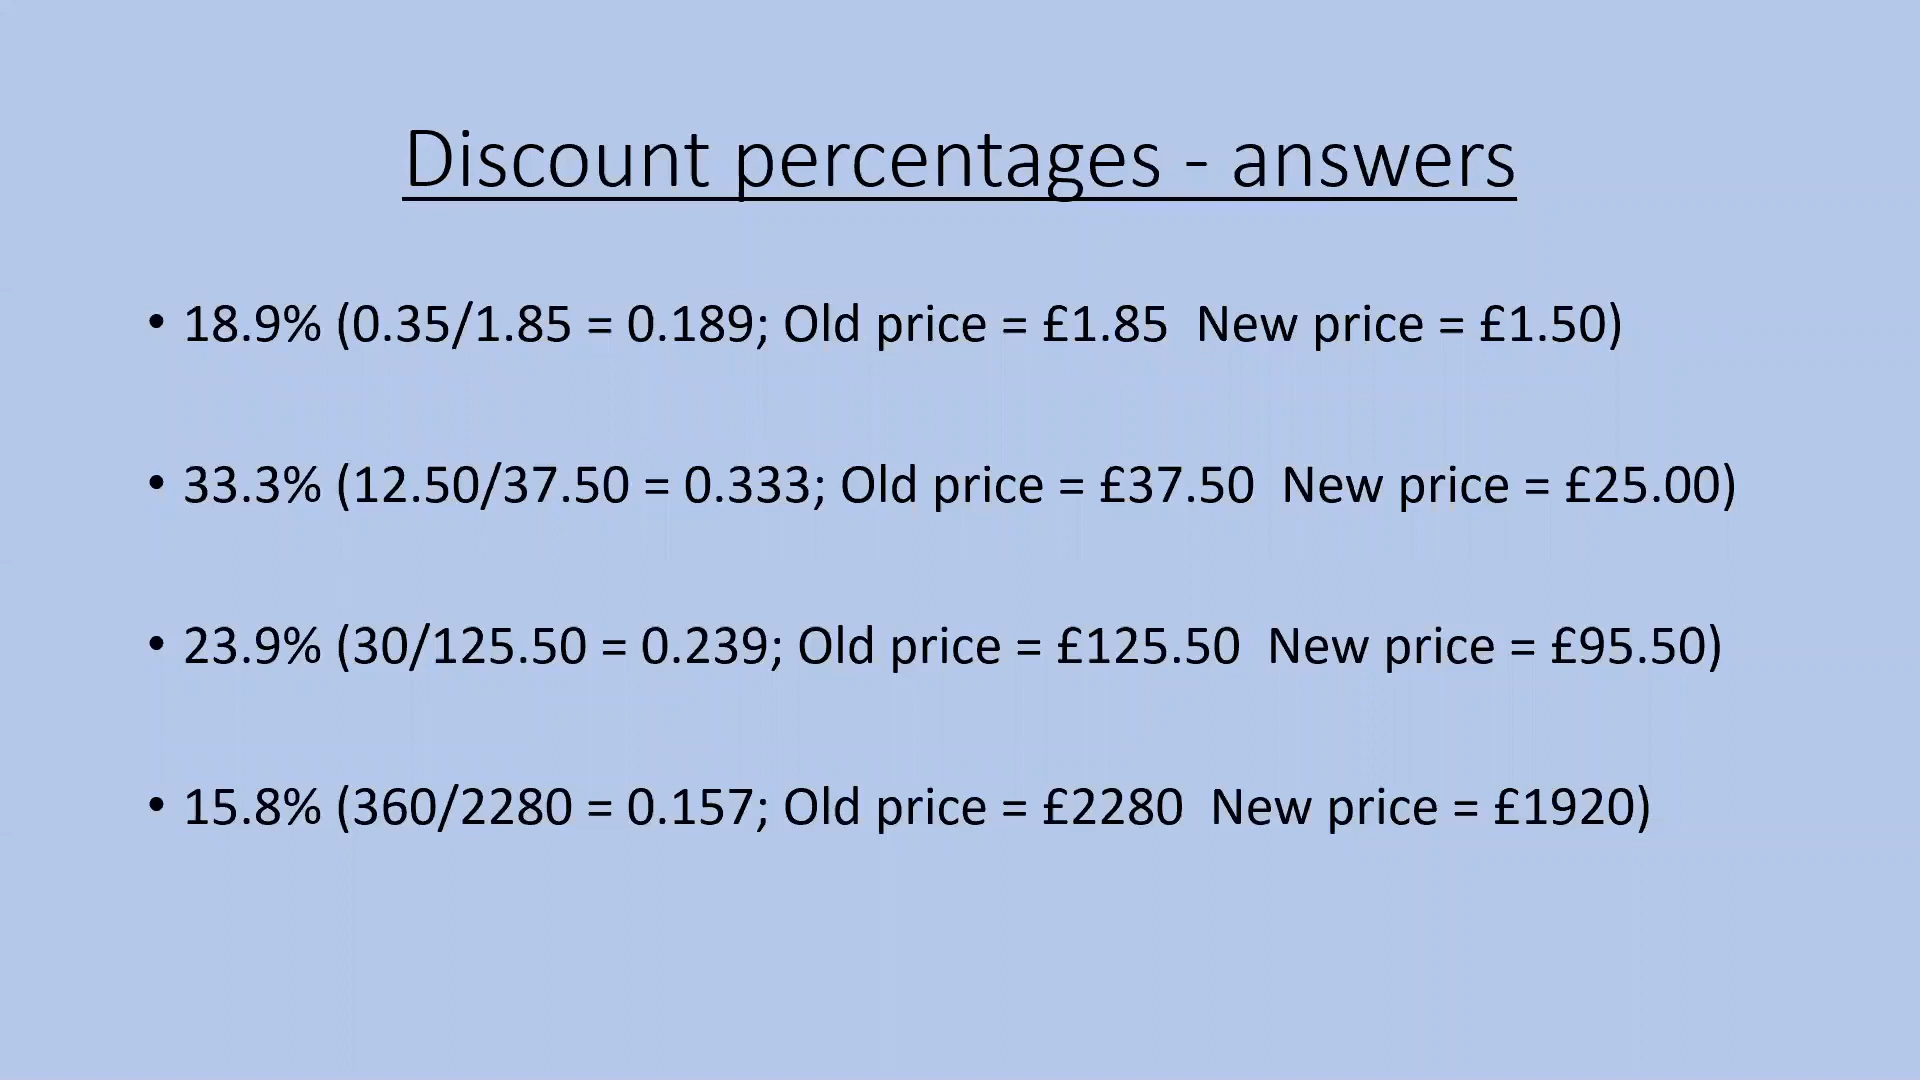 Discount percentages - answers
• 18.9% (0.35/1.85 = 0.189; Old price = £1.85  New price = £1.50)
• 33.3% (12.50/37.50 = 0.333; Old price = £37.50  New price = £25.00)
• 23.9% (30/125.50 = 0.239; Old price = £125.50  New price = £95.50)
• 15.8% (360/2280 = 0.157; Old price = £2280  New price = £1920)